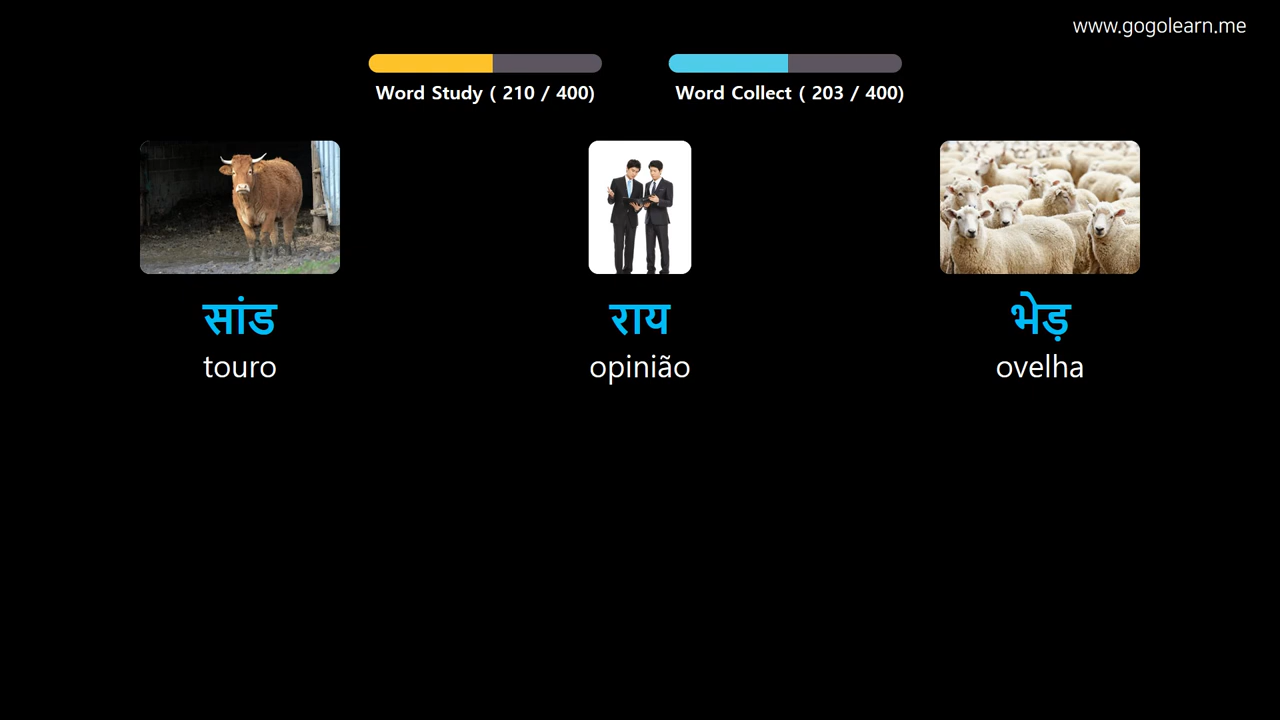 www.gogolearn.me
Word Study ( 210 / 400)
Word Collect ( 203 / 400)
सांड
touro
राय
opinião
भेड़
ovelha